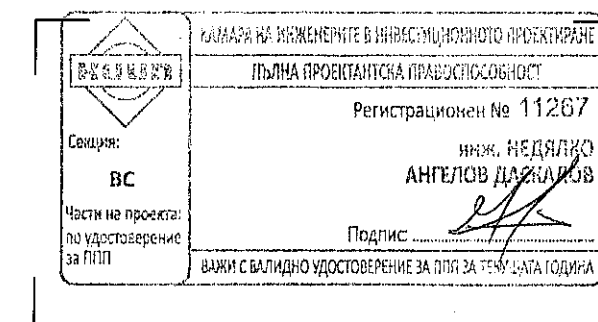 КАМАРА НА ИНЖЕНЕРИТЕ В ИНВЕСТИЦИОННОТО ПРОЕКТИРАНЕ
ПЪЛНА ПРОЕКТАНТСКА ПРАВОСПОСОБНОСТ
Регистрационен № 11267
Секция:
ВС
Части на проекта:
по удостоверение
за ППП
инж. НЕДЯЛКО
АНГЕЛОВ ДАСКАЛОВ
Подпис: ....................
ВАЖИ С ВАЛИДНО УДОСТОВЕРЕНИЕ ЗА ППП ЗА ТЕКУЩАТА ГОДИНА